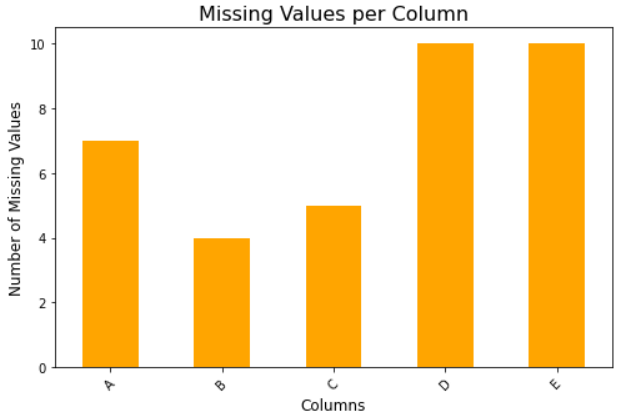 Missing Values per Column
Number of Missing Values
10
8
6
4
2
0
A B C D E
Columns